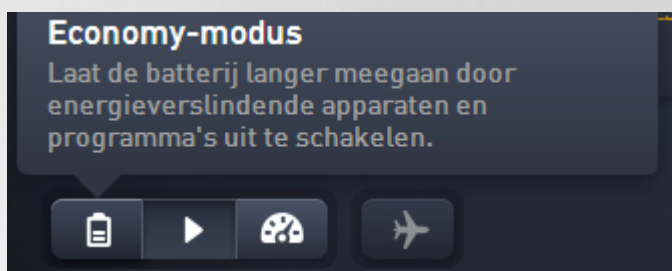 Economy-modus
Laat de batterij langer meegaan door
energieverslindende apparaten en
programma's uit te schakelen.